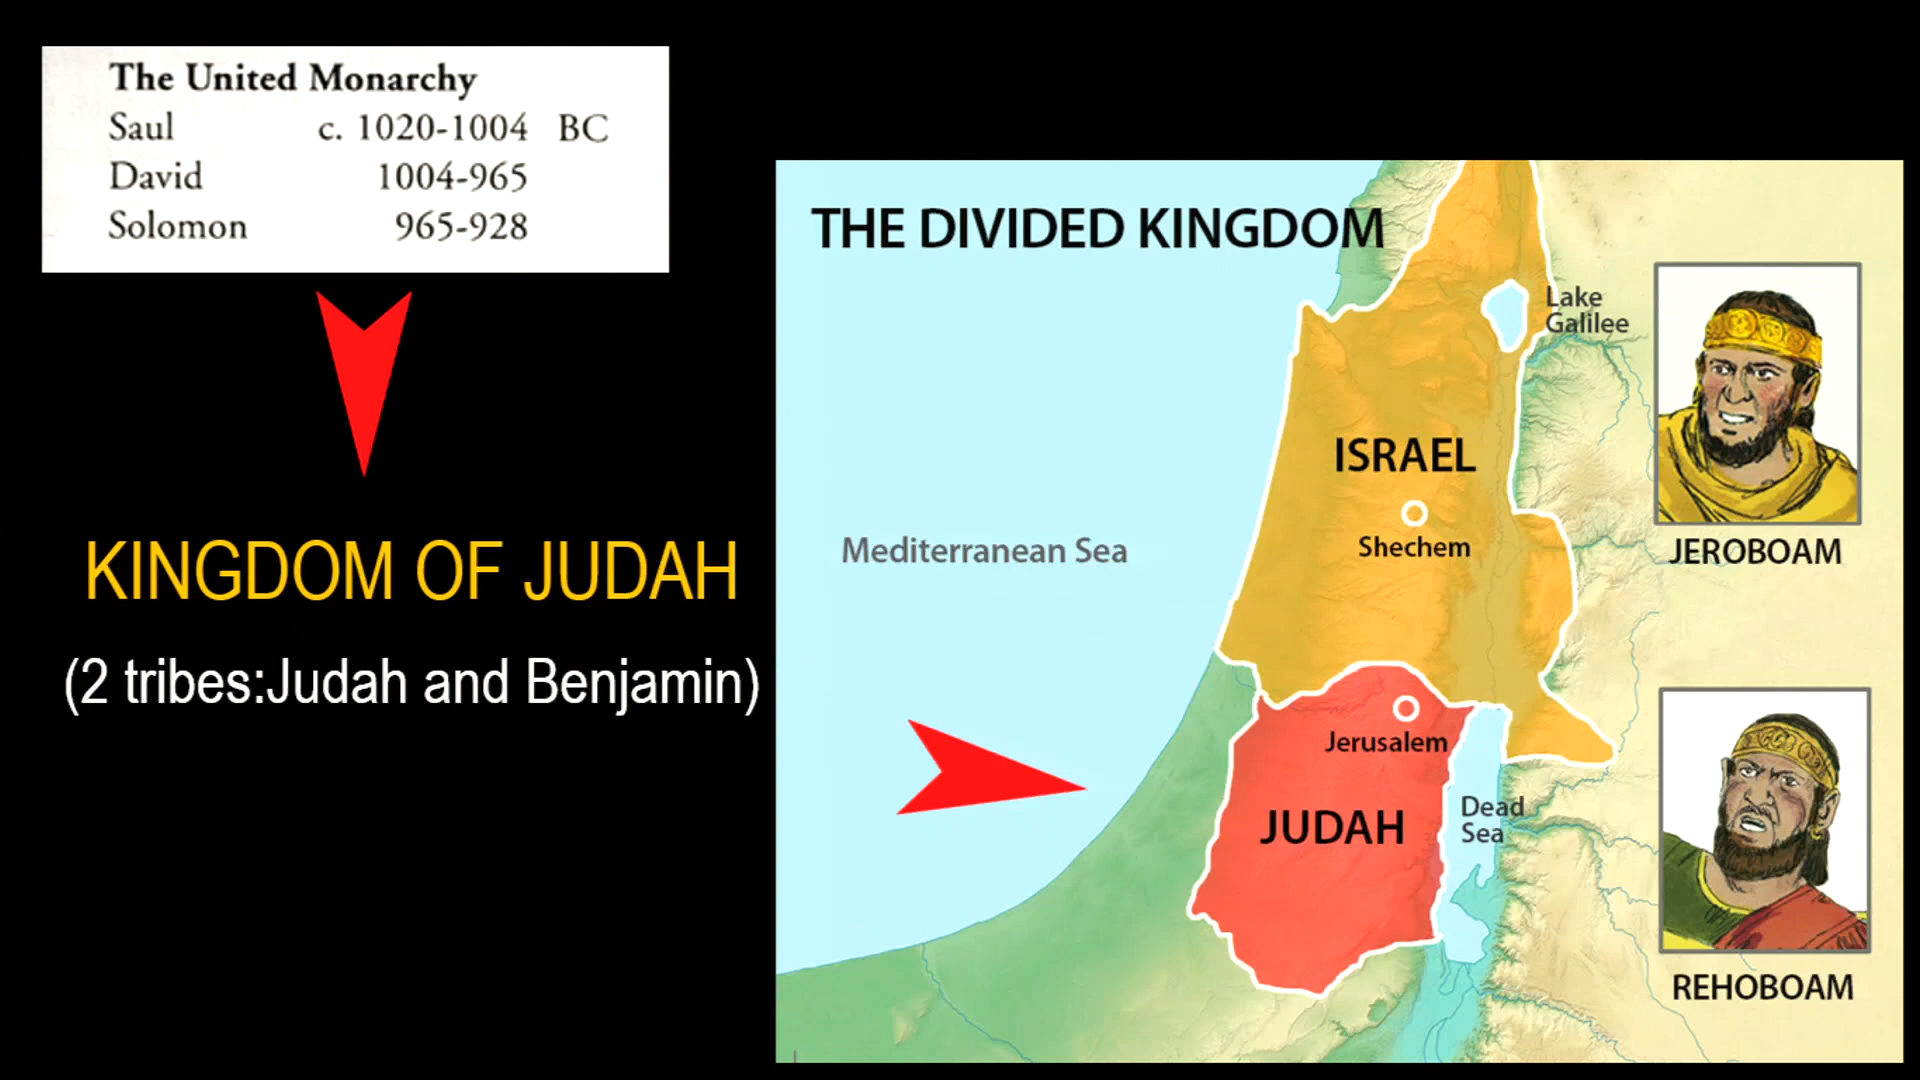 The United Monarchy
Saul c. 1020-1004 BC
David 1004-965
Solomon 965-928
KINGDOM OF JUDAH
(2 tribes:Judah and Benjamin)
THE DIVIDED KINGDOM
Lake
Galilee
ISRAEL
Shechem
Mediterranean Sea
JEROBOAM
Jerusalem
JUDAH
Dead
Sea
REHOBOAM